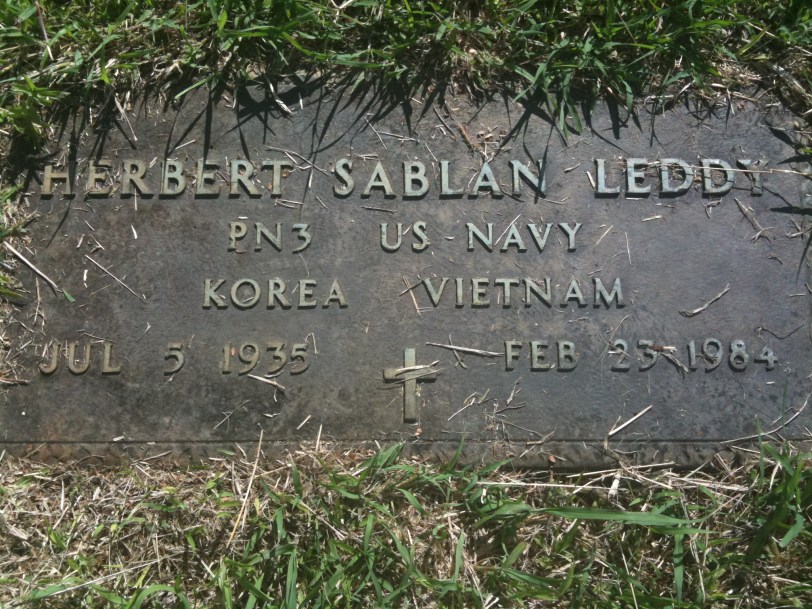 HERBERT SABLAN LEDDY
PN3 US NAVY
KOREA VIETNAM
JUL 5 1935 FEB 23 1984